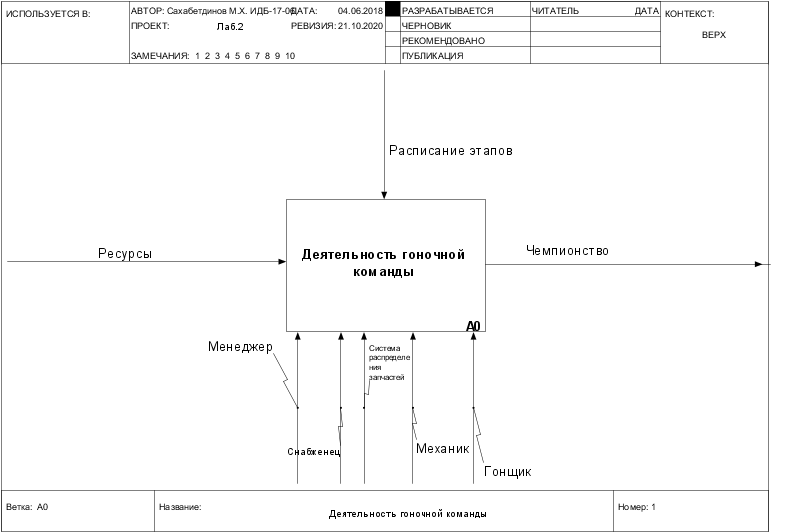 ИСПОЛЬЗУЕТСЯ В:
АВТОР: Сахабетдинов М.Х. ИДБ-17-06
ДАТА: 04.06.2018
РАЗРАБАТЫВАЕТСЯ
ЧИТАТЕЛЬ ДАТА
КОНТЕКСТ:
ПРОЕКТ: Лаб.2
РЕВИЗИЯ: 21.10.2020
ЧЕРНОВИК
РЕКОМЕНДОВАНО
ВЕРХ
ЗАМЕЧАНИЯ: 1 2 3 4 5 6 7 8 9 10
ПУБЛИКАЦИЯ
Расписание этапов
Ресурсы
Деятельность гоночной
команды
Чемпионство
A0
Менеджер
Система
распределе
ния
запчастей
Снабженец
Механик
Гонщик
Ветка: A0
Название:
Деятельность гоночной команды
Номер: 1